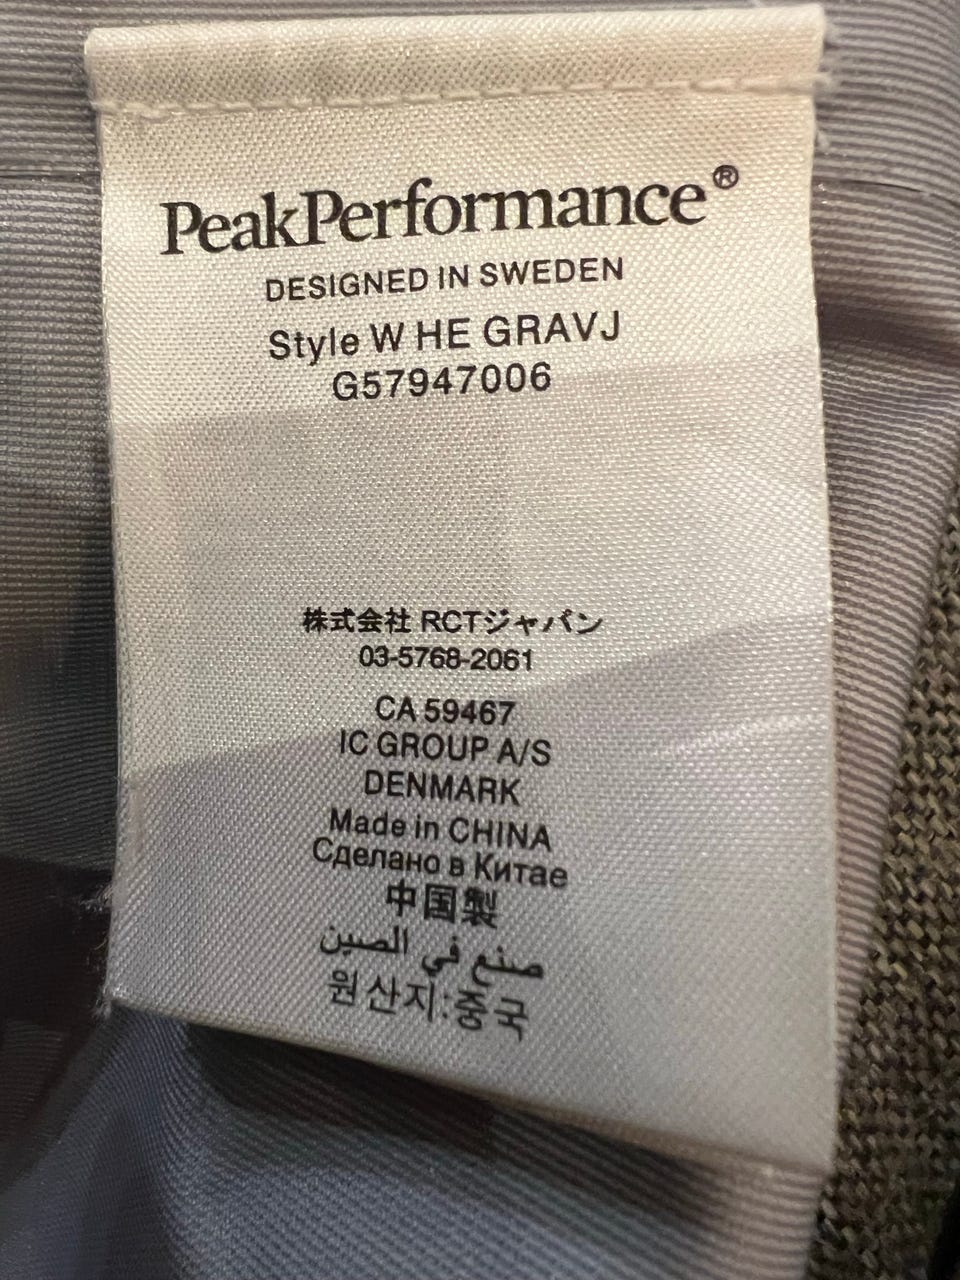 PeakPerformance®
DESIGNED IN SWEDEN
Style W HE GRAVJ
G57947006
株式会社 RCTジャパン
03-5768-2061
CA 59467
IC GROUP A/S
DENMARK
Made in CHINA
Сделано в Китае
中国製
صنع في الصين
원산지:중국